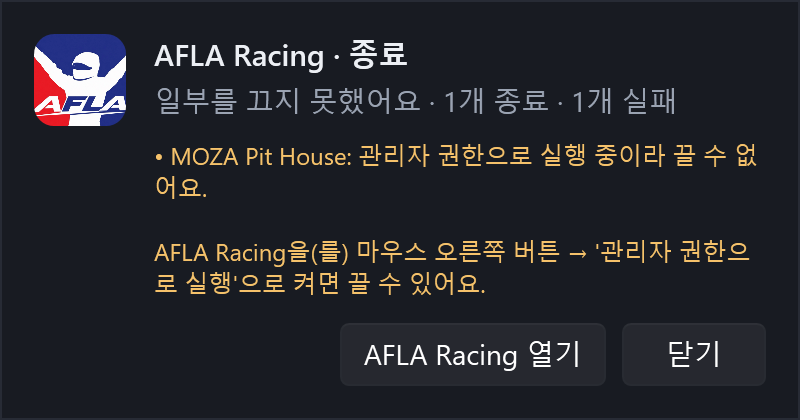 AFLA
AFLA Racing · 종료
일부를 끄지 못했어요 · 1개 종료 · 1개 실패
• MOZA Pit House: 관리자 권한으로 실행 중이라 끌 수 없
어요.
AFLA Racing을(를) 마우스 오른쪽 버튼 → '관리자 권한으
로 실행'으로 켜면 끌 수 있어요.
AFLA Racing 열기
닫기